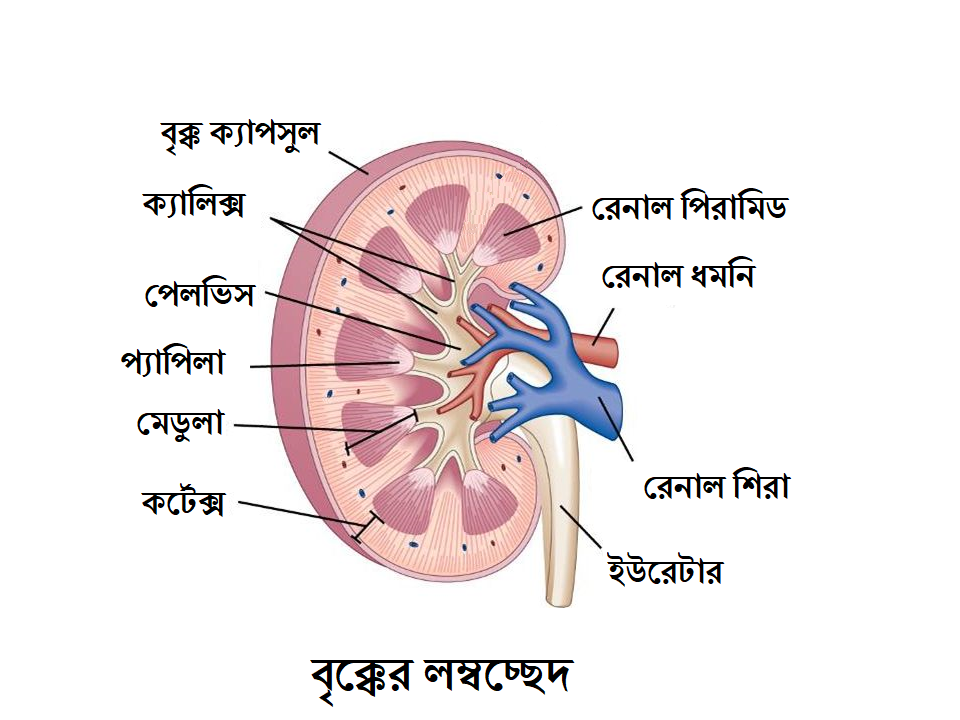 বৃক্ক ক্যাপসুল
ক্যালিক্স
রেনাল পিরামিড
রেনাল ধমনি
পেলভিস
প্যাপিলা
মেডুলা
কর্টেক্স
রেনাল শিরা
ইউরেটার
বৃক্কের লম্বচ্ছেদ